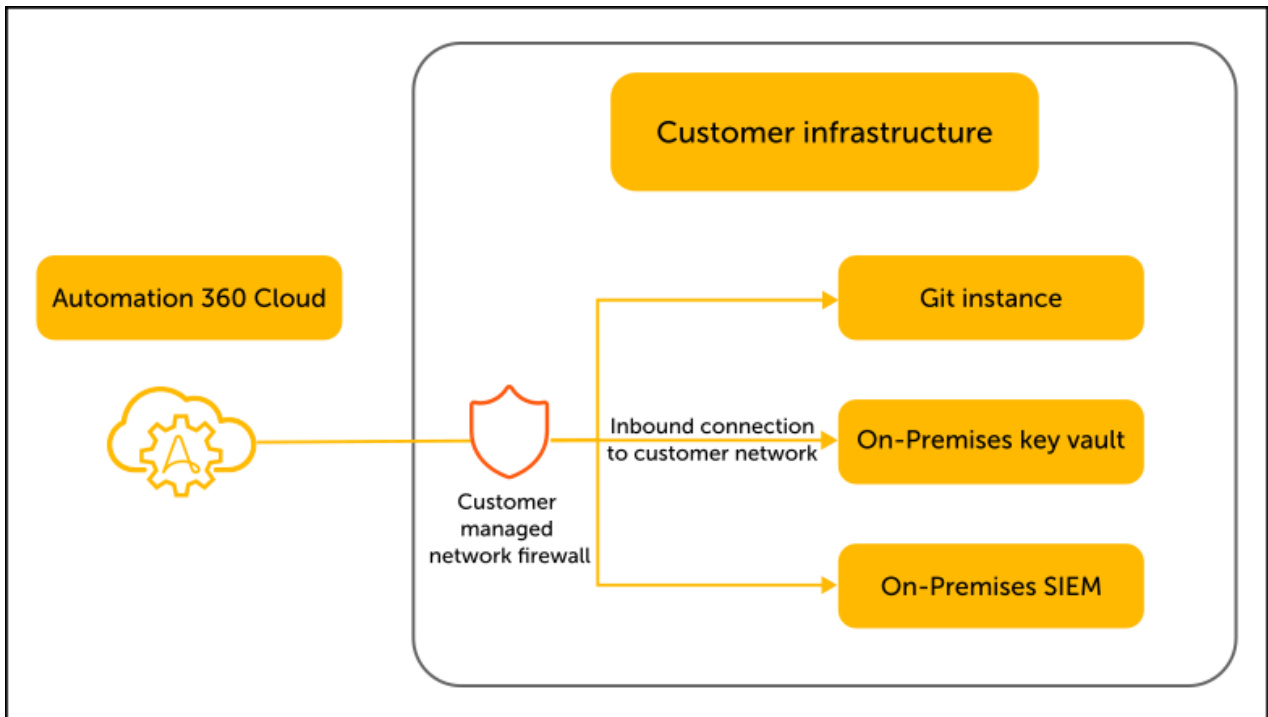 Customer infrastructure
Automation 360 Cloud
Git instance
Inbound connection
to customer network
On-Premises key vault
Customer
managed
network firewall
On-Premises SIEM